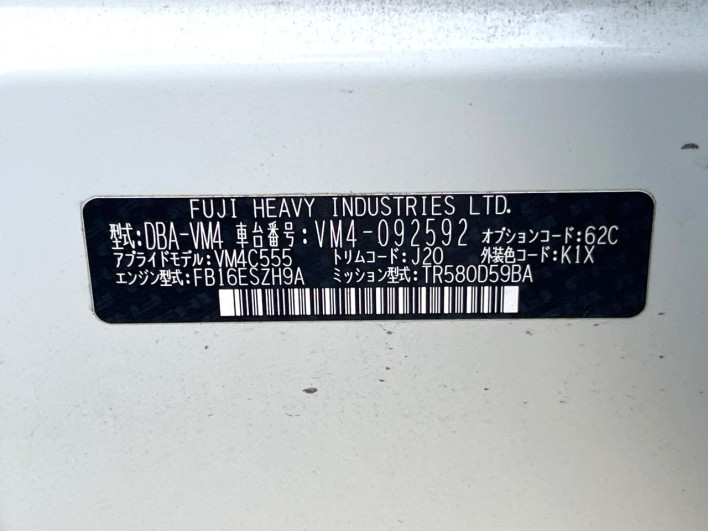 FUJI HEAVY INDUSTRIES LTD.
型式:DBA-VM4 車台番号:VM4-092592 オプションコード:62C
アプライドモデル:VM4C555 トリムコード:J20 外装色コード:K1X
エンジン型式:FB16ESZH9A ミッション型式:TR580D59BA